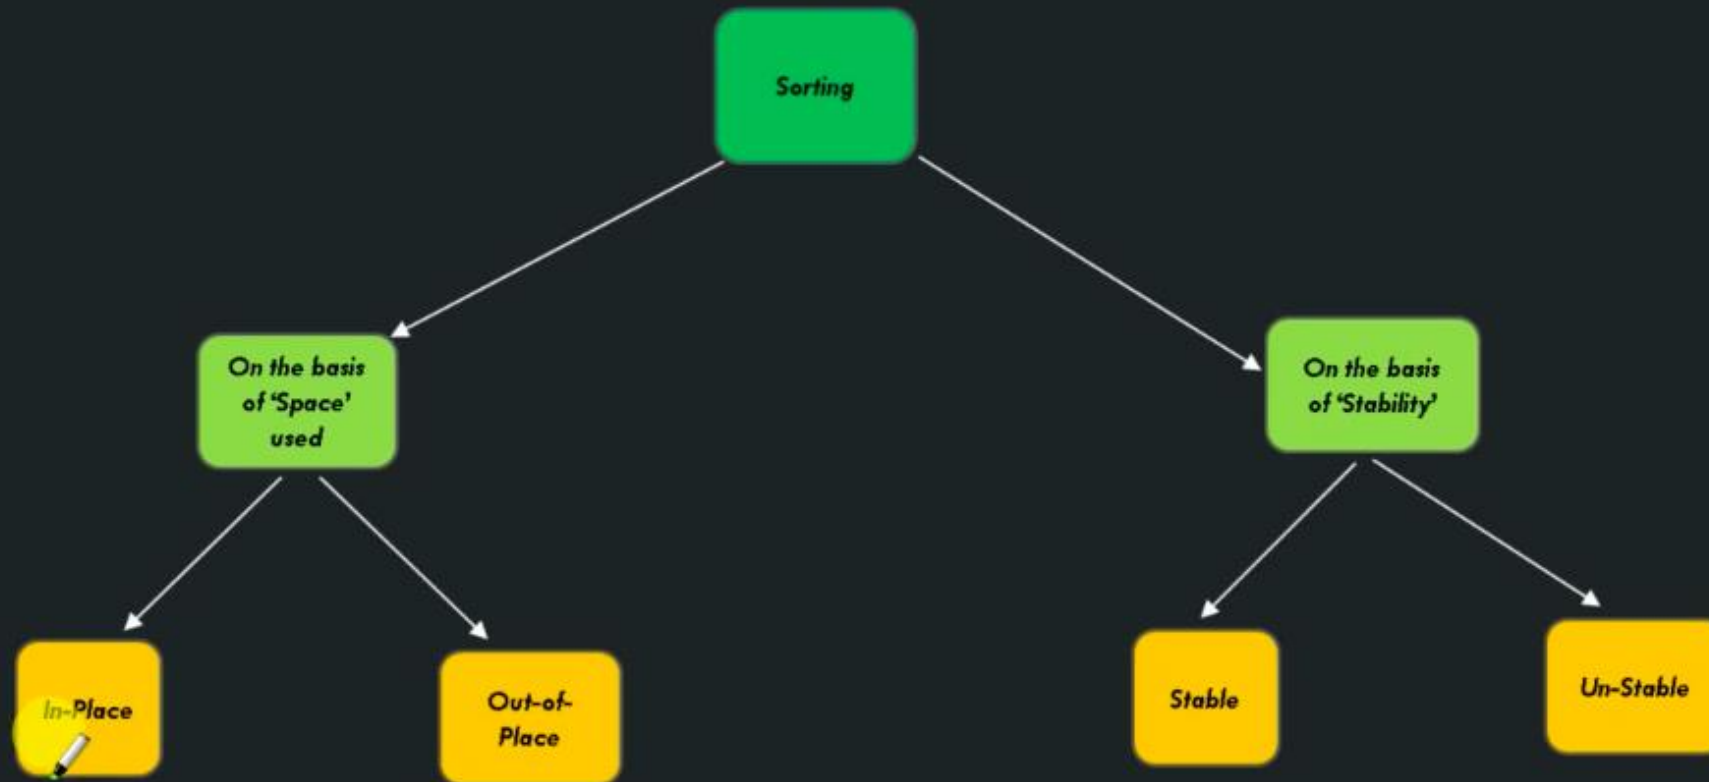 Sorting
On the basis
of ‘Space’
used
On the basis
of ‘Stability’
In-Place
Out-of-
Place
Stable
Un-Stable